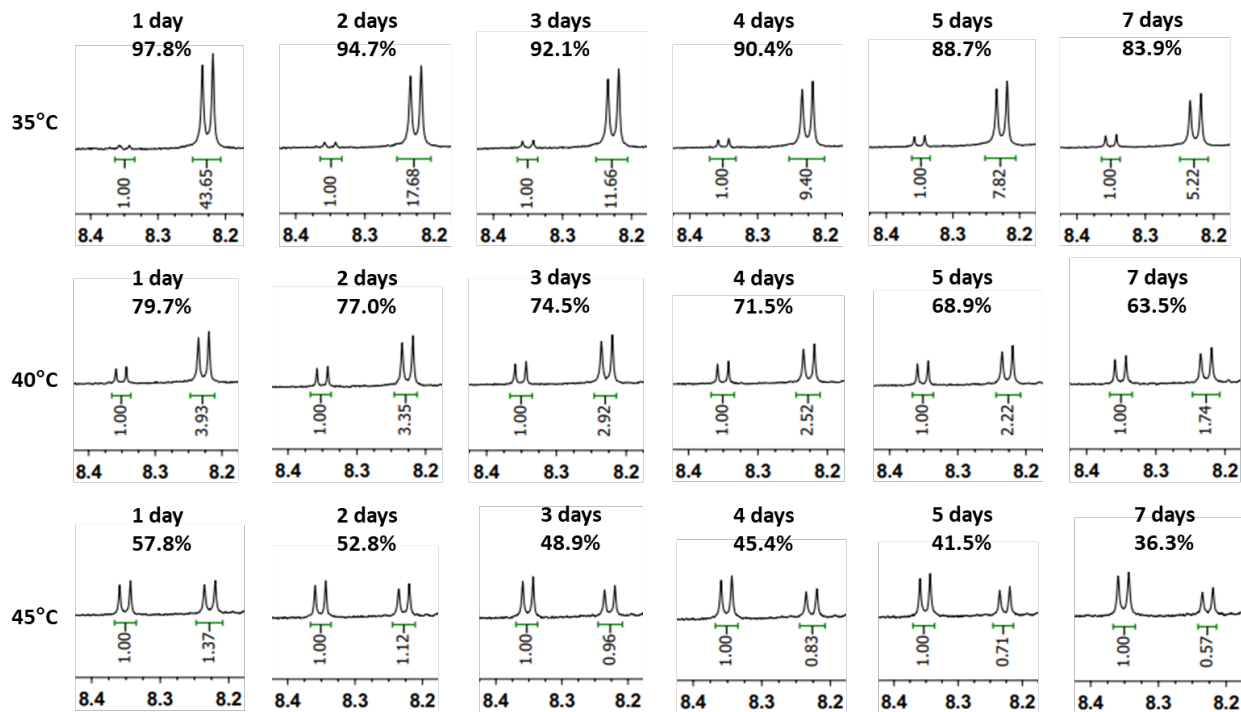 1 day 2 days 3 days 4 days 5 days 7 days
97.8% 94.7% 92.1% 90.4% 88.7% 83.9%
35°C
1.00 43.65 1.00 17.68 1.00 11.66 1.00 9.40 1.00 7.82 1.00 5.22
8.4 8.3 8.2 8.4 8.3 8.2 8.4 8.3 8.2 8.4 8.3 8.2 8.4 8.3 8.2 8.4 8.3 8.2
1 day 2 days 3 days 4 days 5 days 7 days
79.7% 77.0% 74.5% 71.5% 68.9% 63.5%
40°C
1.00 3.93 1.00 3.35 1.00 2.92 1.00 2.52 1.00 2.22 1.00 1.74
8.4 8.3 8.2 8.4 8.3 8.2 8.4 8.3 8.2 8.4 8.3 8.2 8.4 8.3 8.2 8.4 8.3 8.2
1 day 2 days 3 days 4 days 5 days 7 days
57.8% 52.8% 48.9% 45.4% 41.5% 36.3%
45°C
1.00 1.37 1.00 1.12 1.00 0.96 1.00 0.83 1.00 0.71 1.00 0.57
8.4 8.3 8.2 8.4 8.3 8.2 8.4 8.3 8.2 8.4 8.3 8.2 8.4 8.3 8.2 8.4 8.3 8.2